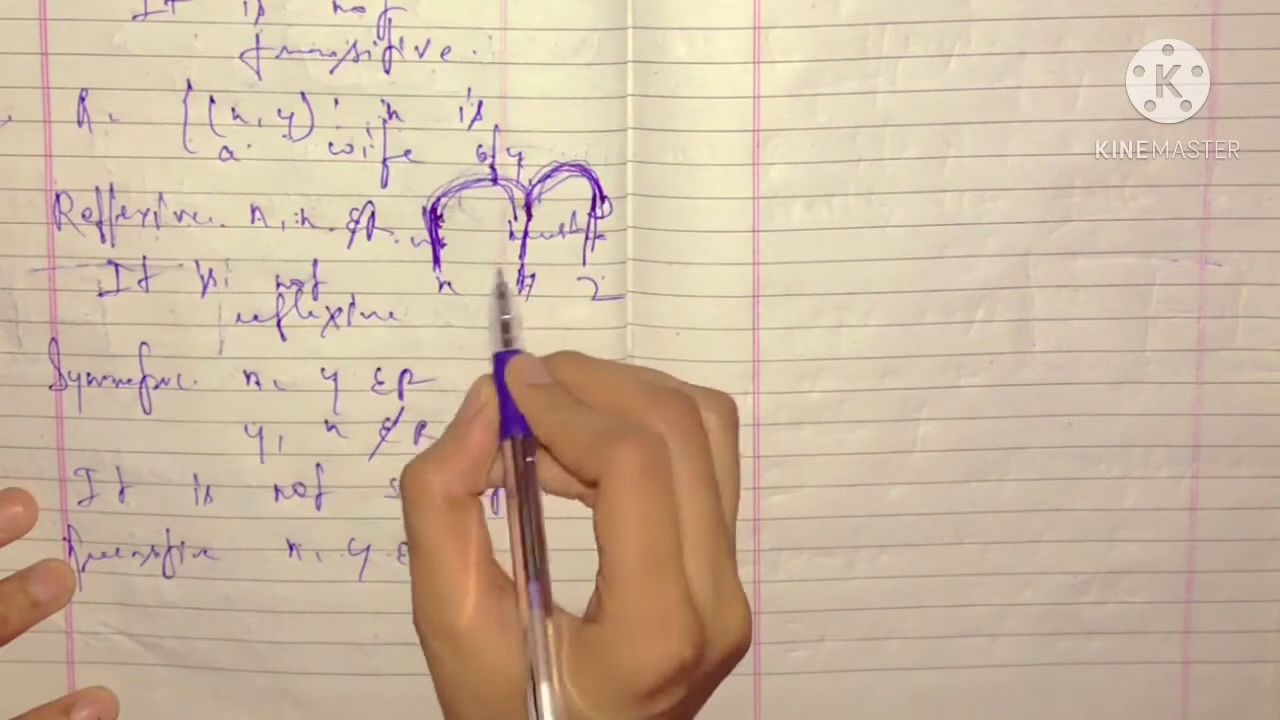 It is not
transitive.
R. {(x, y) : x is
a wife of y
Reflexive. x, x ∉ R.
It is not
reflexive
Symmetric. x, y ∈ R
y, x ∉ R
It is not
Transitive x, y ∈
x y z
K
KINEMASTER